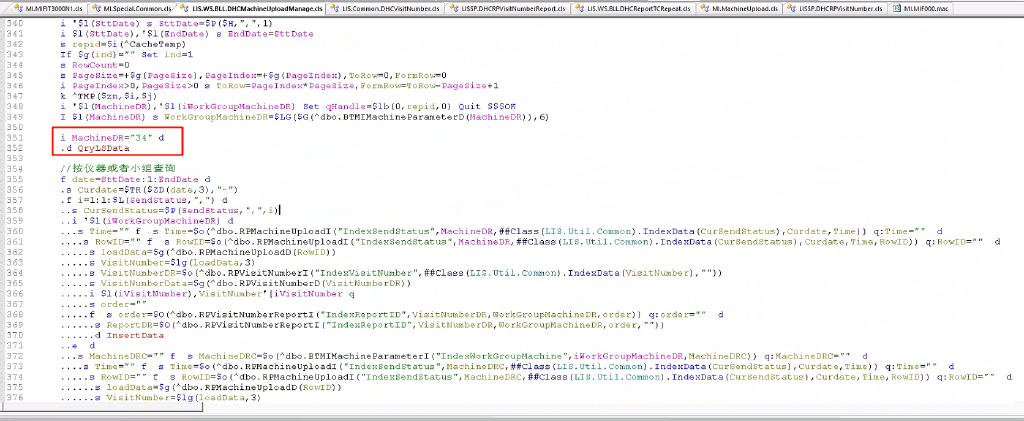 MI.MIFIT3000N1.cls MI.Special.Common.cls LIS.WS.BLL.DHCMachineUploadManage.cls LIS.Common.DHCVisitNumber.cls LISSP.DHCRPVisitNumberReport.cls LIS.WS.BLL.DHCReportTCRepeat.cls MI.MachineUpload.cls LISSP.DHCRPVisitNumber.cls MI.MIF000.mac
340 i '$l(SttDate) s SttDate=$P($H,",",1)
341 i $l(SttDate),'$l(EndDate) s EndDate=SttDate
342 s repid=$i(^CacheTemp)
343 If $g(ind)="" Set ind=1
344 s RowCount=0
345 s PageSize=+$g(PageSize),PageIndex=+$g(PageIndex),ToRow=0,FormRow=0
346 i PageIndex>0,PageSize>0 s ToRow=PageIndex*PageSize,FormRow=ToRow-PageSize+1
347 k ^TMP($zn,$i,$j)
348 i '$l(MachineDR),'$l(iWorkGroupMachineDR) Set qHandle=$lb(0,repid,0) Quit $$$OK
349 I $l(MachineDR) s WorkGroupMachineDR=$LG($G(^dbo.BTMIMachineParameterD(MachineDR)),6)
350
351 i MachineDR="34" d
352 .d QryLSData
353
354 //按仪器或者小组查询
355 f date=SttDate:1:EndDate d
356 .s Curdate=$TR($ZD(date,3),"-")
357 .f i=1:1:$L(SendStatus,",") d
358 ..s CurSendStatus=$P(SendStatus,",",i)
359 ..i '$l(iWorkGroupMachineDR) d
360 ...s Time="" f s Time=$o(^dbo.RPMachineUploadI("IndexSendStatus",MachineDR,##Class(LIS.Util.Common).IndexData(CurSendStatus),Curdate,Time)) q:Time="" d
361 ....s RowID="" f s RowID=$o(^dbo.RPMachineUploadI("IndexSendStatus",MachineDR,##Class(LIS.Util.Common).IndexData(CurSendStatus),Curdate,Time,RowID)) q:RowID="" d
362 .....s loadData=$g(^dbo.RPMachineUploadD(RowID))
363 .....s VisitNumber=$lg(loadData,3)
364 .....s VisitNumberDR=$o(^dbo.RPVisitNumberI("IndexVisitNumber",##Class(LIS.Util.Common).IndexData(VisitNumber),""))
365 .....s VisitNumberData=$g(^dbo.RPVisitNumberD(VisitNumberDR))
366 .....i $l(iVisitNumber),VisitNumber'[iVisitNumber q
367 .....s order=""
368 .....f s order=$O(^dbo.RPVisitNumberReportI("IndexReportID",VisitNumberDR,WorkGroupMachineDR,order)) q:order="" d
369 ......s ReportDR=$O(^dbo.RPVisitNumberReportI("IndexReportID",VisitNumberDR,WorkGroupMachineDR,order,""))
370 ......d InsertData
371 ..e d
372 ...s MachineDRC="" f s MachineDRC=$o(^dbo.BTMIMachineParameterI("IndexWorkGroupMachine",iWorkGroupMachineDR,MachineDRC)) q:MachineDRC="" d
373 ....s Time="" f s Time=$o(^dbo.RPMachineUploadI("IndexSendStatus",MachineDRC,##Class(LIS.Util.Common).IndexData(CurSendStatus),Curdate,Time)) q:Time="" d
374 .....s RowID="" f s RowID=$o(^dbo.RPMachineUploadI("IndexSendStatus",MachineDRC,##Class(LIS.Util.Common).IndexData(CurSendStatus),Curdate,Time,RowID)) q:RowID="" d
375 ......s loadData=$g(^dbo.RPMachineUploadD(RowID))
376 ......s VisitNumber=$lg(loadData,3)